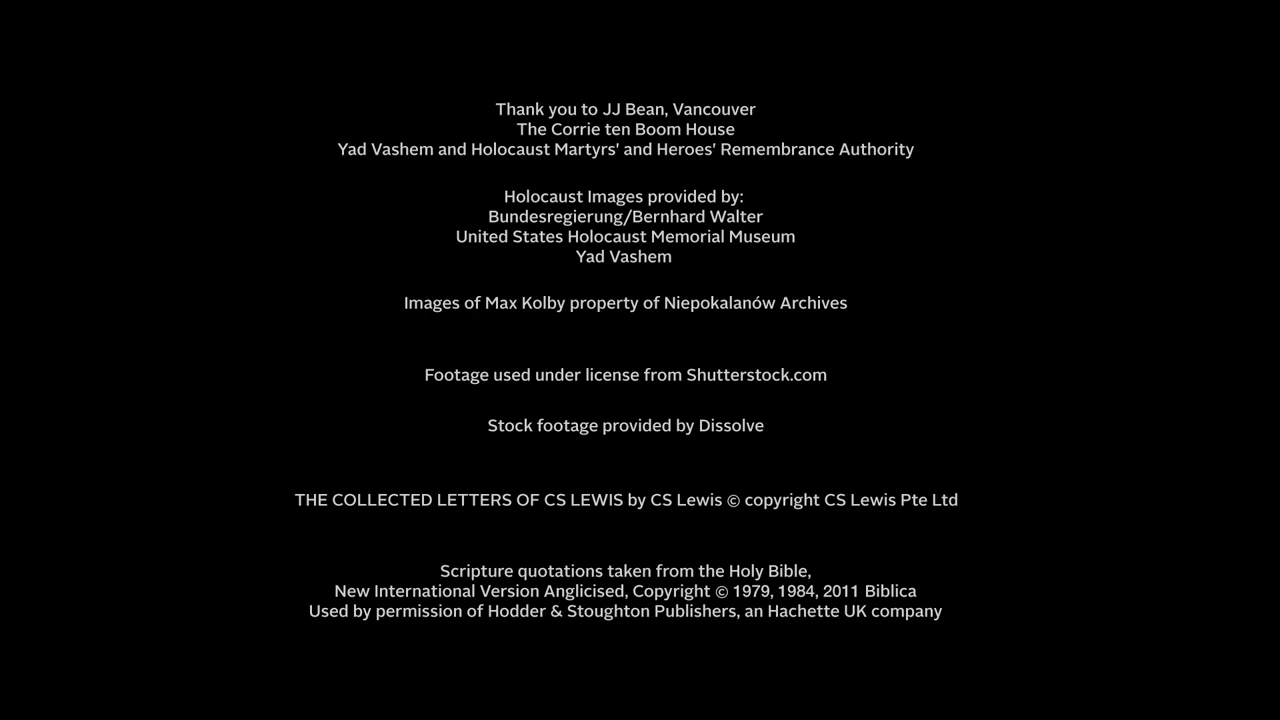 Thank you to JJ Bean, Vancouver
The Corrie ten Boom House
Yad Vashem and Holocaust Martyrs' and Heroes' Remembrance Authority
Holocaust Images provided by:
Bundesregierung/Bernhard Walter
United States Holocaust Memorial Museum
Yad Vashem
Images of Max Kolby property of Niepokalanów Archives
Footage used under license from Shutterstock.com
Stock footage provided by Dissolve
THE COLLECTED LETTERS OF CS LEWIS by CS Lewis © copyright CS Lewis Pte Ltd
Scripture quotations taken from the Holy Bible,
New International Version Anglicised, Copyright © 1979, 1984, 2011 Biblica
Used by permission of Hodder & Stoughton Publishers, an Hachette UK company